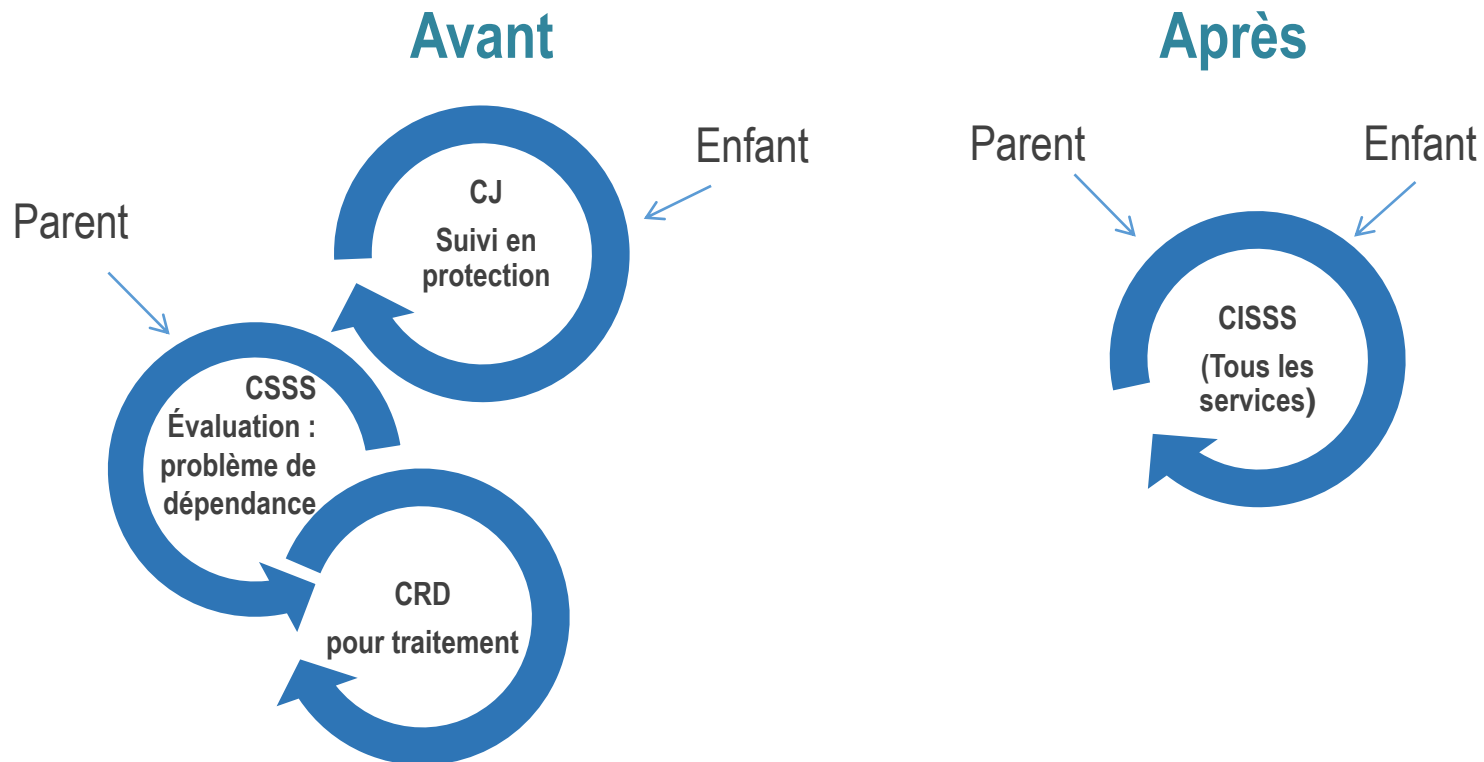 Avant
Parent
Enfant
CJ
Suivi en
protection
CSSS
Évaluation :
problème de
dépendance
CRD
pour traitement
Après
Parent
Enfant
CISSS
(Tous les
services)